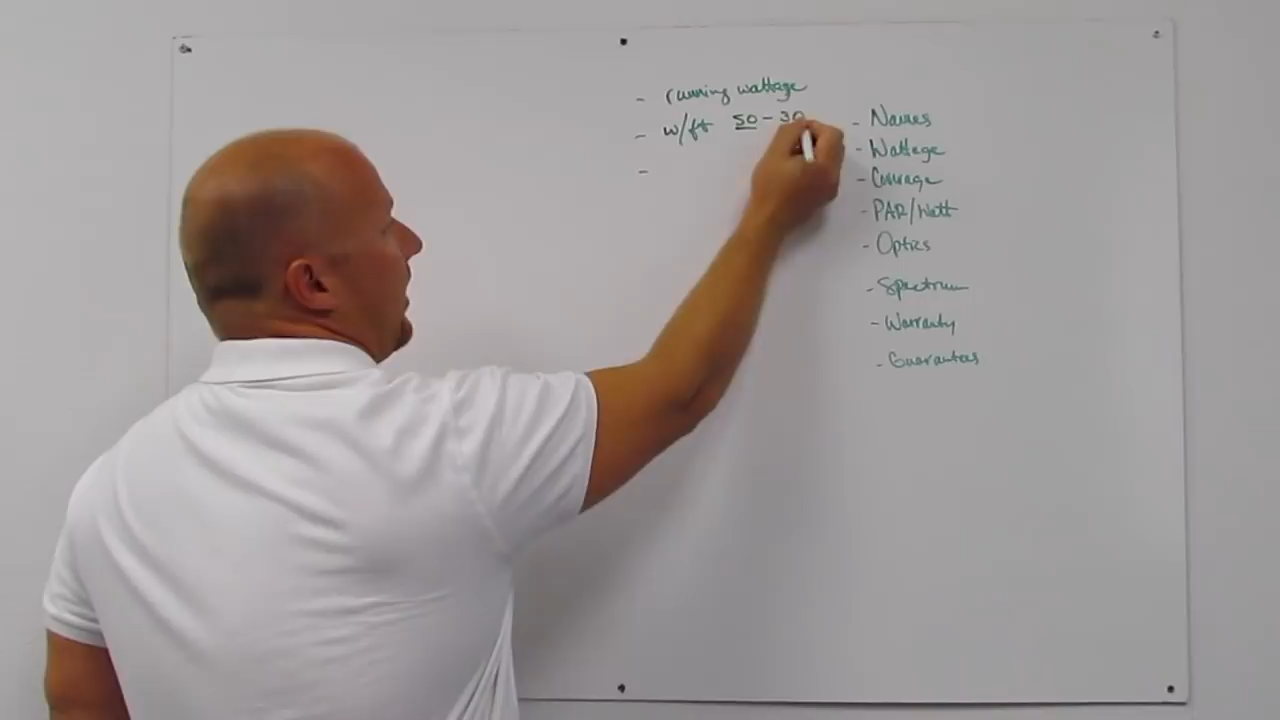 - running wattage
- w/ft 50 - 30
-
- Names
- Wattage
- Coverage
- PAR/Watt
- Optics
- Spectrum
- Warranty
- Guarantees